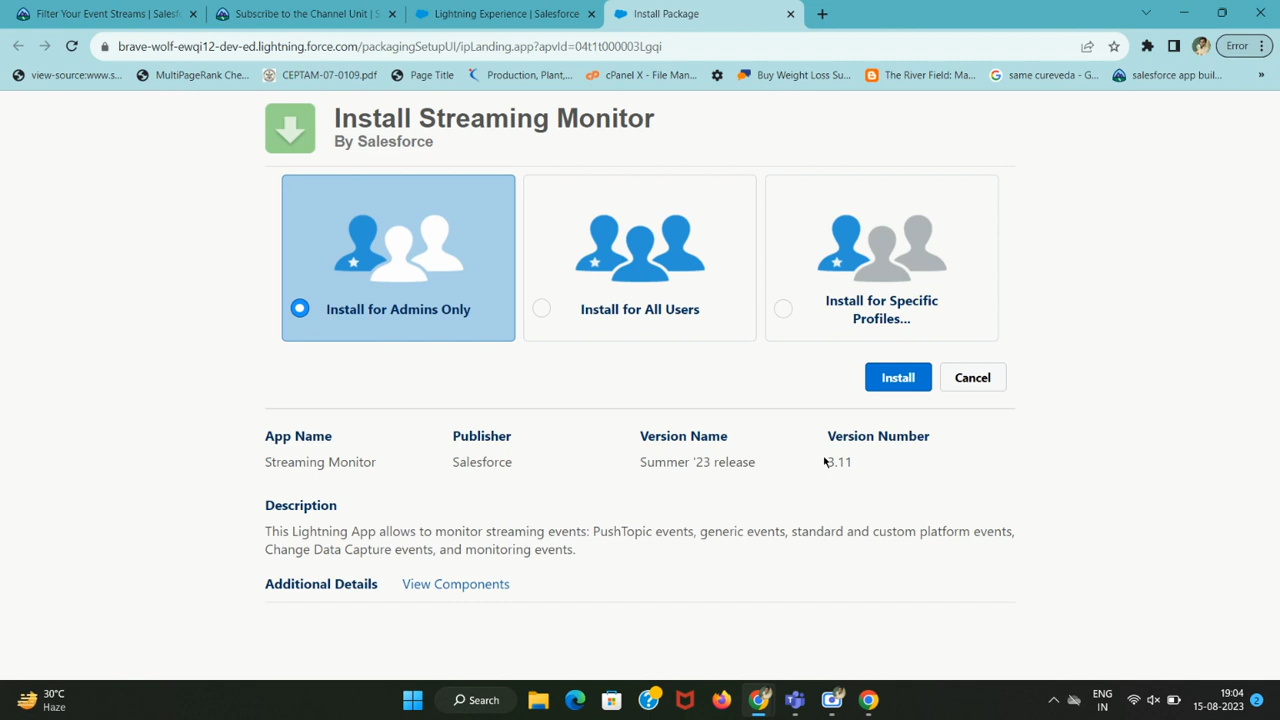 Filter Your Event Streams | Salesf
Subscribe to the Channel Unit | S
Lightning Experience | Salesforce
Install Package
brave-wolf-ewqi12-dev-ed.lightning.force.com/packagingSetupUI/ipLanding.app?apvId=04t1t000003Lgqi
Error
view-source:www.s...
MultiPageRank Che...
CEPTAM-07-0109.pdf
Page Title
Production, Plant,...
cPanel X - File Man...
Buy Weight Loss Su...
The River Field: Ma...
same cureveda - G...
salesforce app buil...
»
Install Streaming Monitor
By Salesforce
Install for Admins Only
Install for All Users
Install for Specific
Profiles...
Install
Cancel
App Name
Publisher
Version Name
Version Number
Streaming Monitor
Salesforce
Summer '23 release
3.11
Description
This Lightning App allows to monitor streaming events: PushTopic events, generic events, standard and custom platform events,
Change Data Capture events, and monitoring events.
Additional Details
View Components
30°C
Haze
Search
ENG
IN
19:04
15-08-2023
2